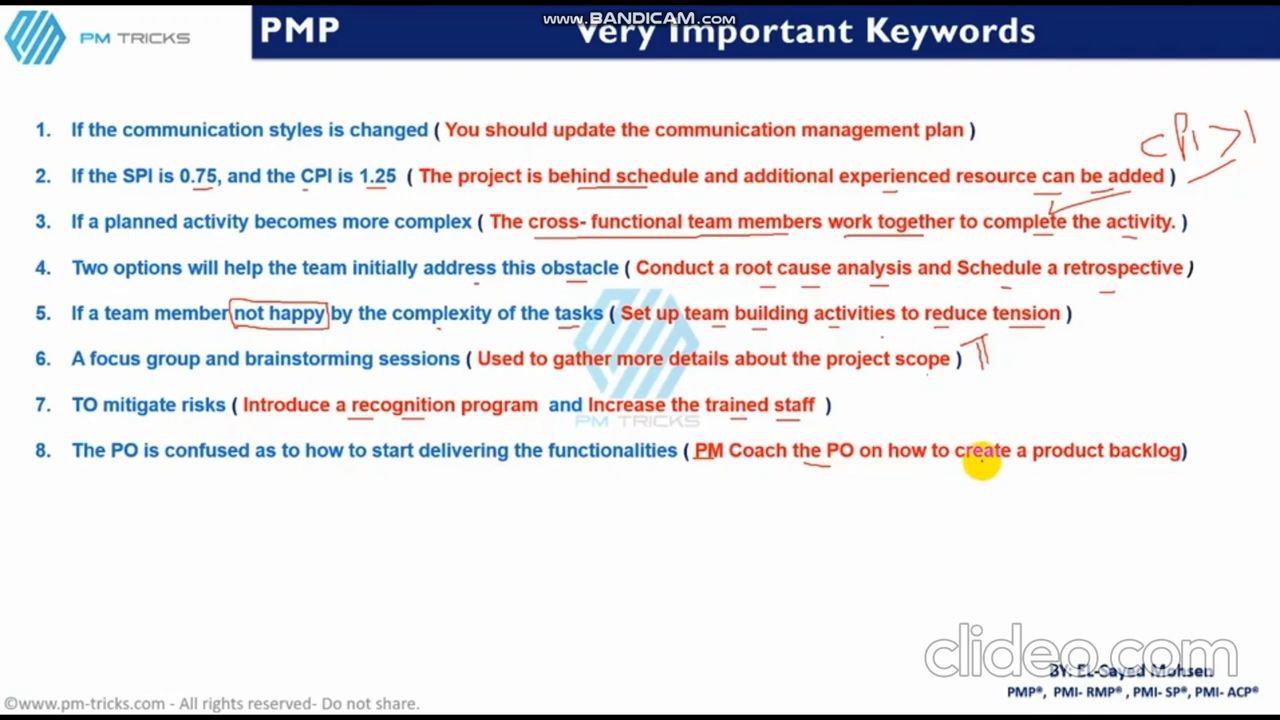 www.BANDICAM.com
PM TRICKS
PMP
Very Important Keywords
1. If the communication styles is changed ( You should update the communication management plan )
CPI > 1
2. If the SPI is 0.75, and the CPI is 1.25 ( The project is behind schedule and additional experienced resource can be added )
3. If a planned activity becomes more complex ( The cross- functional team members work together to complete the activity. )
4. Two options will help the team initially address this obstacle ( Conduct a root cause analysis and Schedule a retrospective )
5. If a team member not happy by the complexity of the tasks ( Set up team building activities to reduce tension )
6. A focus group and brainstorming sessions ( Used to gather more details about the project scope )
7. TO mitigate risks ( Introduce a recognition program and Increase the trained staff )
PM TRICKS
8. The PO is confused as to how to start delivering the functionalities ( PM Coach the PO on how to create a product backlog)
clideo.com
BY: EL-Sayed Mohsen
PMP®, PMI- RMP® , PMI- SP®, PMI- ACP®
©www.pm-tricks.com - All rights reserved- Do not share.